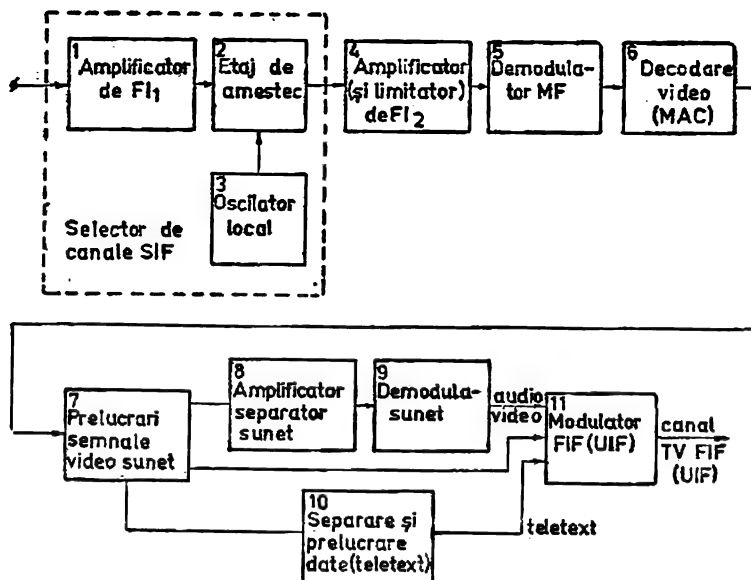 1
Amplificator
de FI1
2
Etaj de
amestec
3
Oscilator
local
Selector de
canale SIF
4
Amplificator
(și limitator)
de FI2
5
Demodula-
tor MF
6
Decodare
video
(MAC)
7
Prelucrari
semnale
video sunet
8
Amplificator
separator
sunet
9
Demodula-
sunet
audio
video
10
Separare și
prelucrare
date(teletext)
teletext
11
Modulator
FIF(UIF)
canal
TV FIF
(UIF)